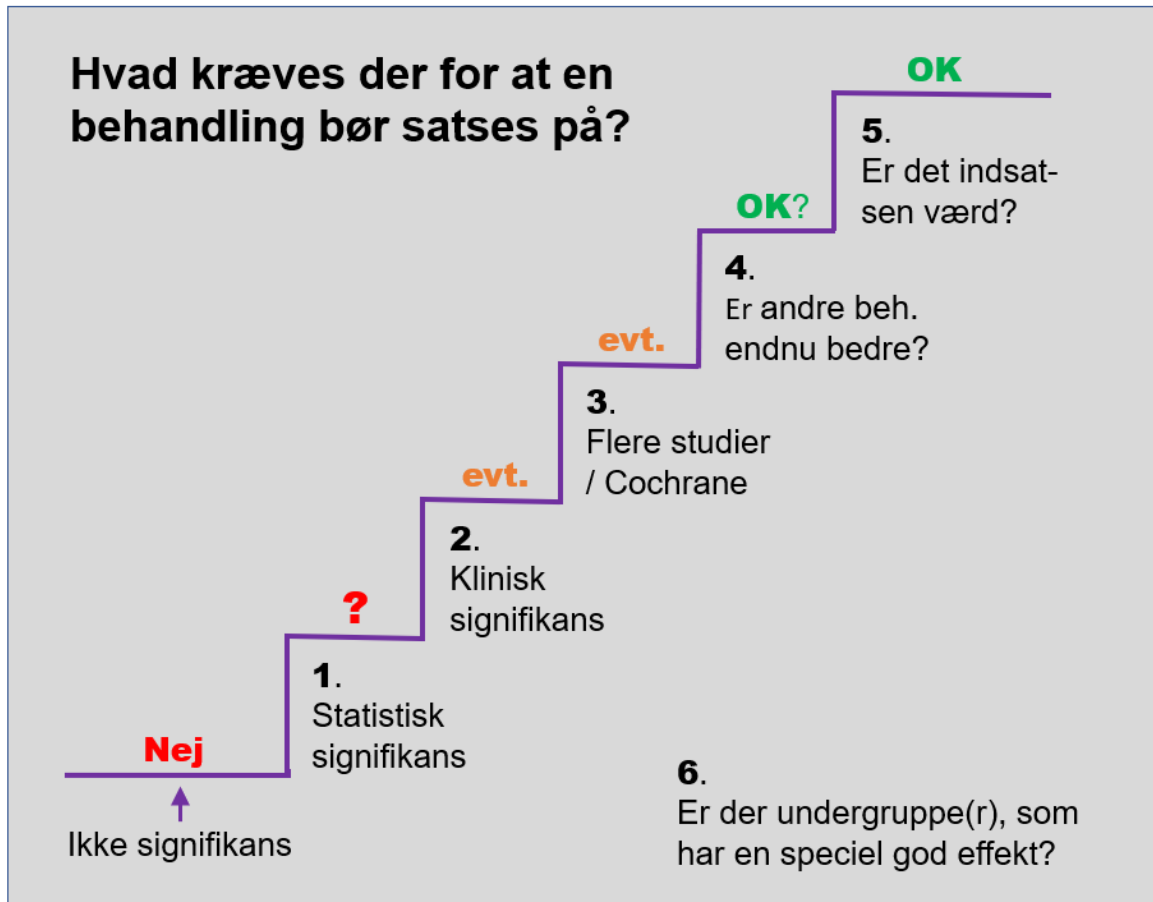 Hvad kræves der for at en
behandling bør satses på?
OK
5.
Er det indsat-
sen værd?
OK?
4.
Er andre beh.
endnu bedre?
evt.
3.
Flere studier
/ Cochrane
evt.
2.
Klinisk
signifikans
?
1.
Statistisk
signifikans
Nej
Ikke signifikans
6.
Er der undergruppe(r), som
har en speciel god effekt?